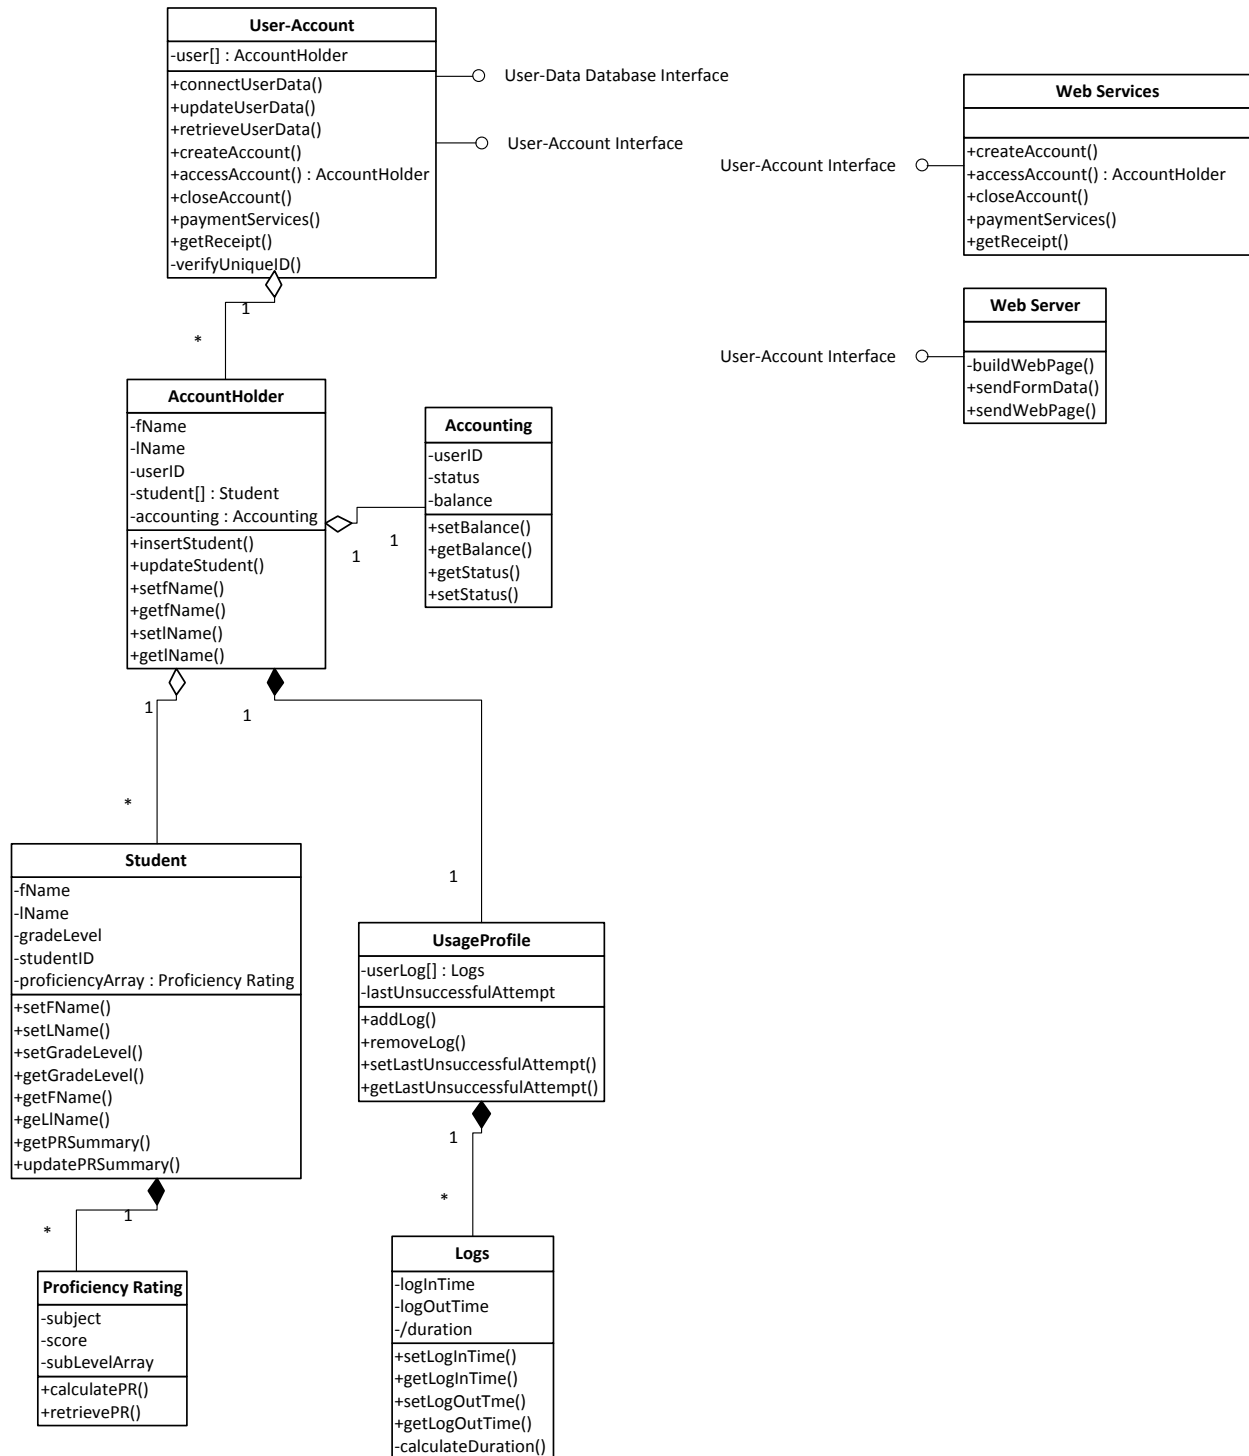 User-Account
-user[] : AccountHolder
+connectUserData()
+updateUserData()
+retrieveUserData()
+createAccount()
+accessAccount() : AccountHolder
+closeAccount()
+paymentServices()
+getReceipt()
-verifyUniqueID()
User-Data Database Interface
User-Account Interface
Web Services
+createAccount()
+accessAccount() : AccountHolder
+closeAccount()
+paymentServices()
+getReceipt()
User-Account Interface
Web Server
-buildWebPage()
+sendFormData()
+sendWebPage()
User-Account Interface
1
*
AccountHolder
-fName
-lName
-userID
-student[] : Student
-accounting : Accounting
+insertStudent()
+updateStudent()
+setfName()
+getfName()
+setlName()
+getlName()
1
1
Accounting
-userID
-status
-balance
+setBalance()
+getBalance()
+getStatus()
+setStatus()
1
*
1
1
Student
-fName
-lName
-gradeLevel
-studentID
-proficiencyArray : Proficiency Rating
+setFName()
+setLName()
+setGradeLevel()
+getGradeLevel()
+getFName()
+geLlName()
+getPRSummary()
+updatePRSummary()
UsageProfile
-userLog[] : Logs
-lastUnsuccessfulAttempt
+addLog()
+removeLog()
+setLastUnsuccessfulAttempt()
+getLastUnsuccessfulAttempt()
1
*
1
*
Proficiency Rating
-subject
-score
-subLevelArray
+calculatePR()
+retrievePR()
Logs
-logInTime
-logOutTime
-/duration
+setLogInTime()
+getLogInTime()
+setLogOutTme()
+getLogOutTime()
-calculateDuration()